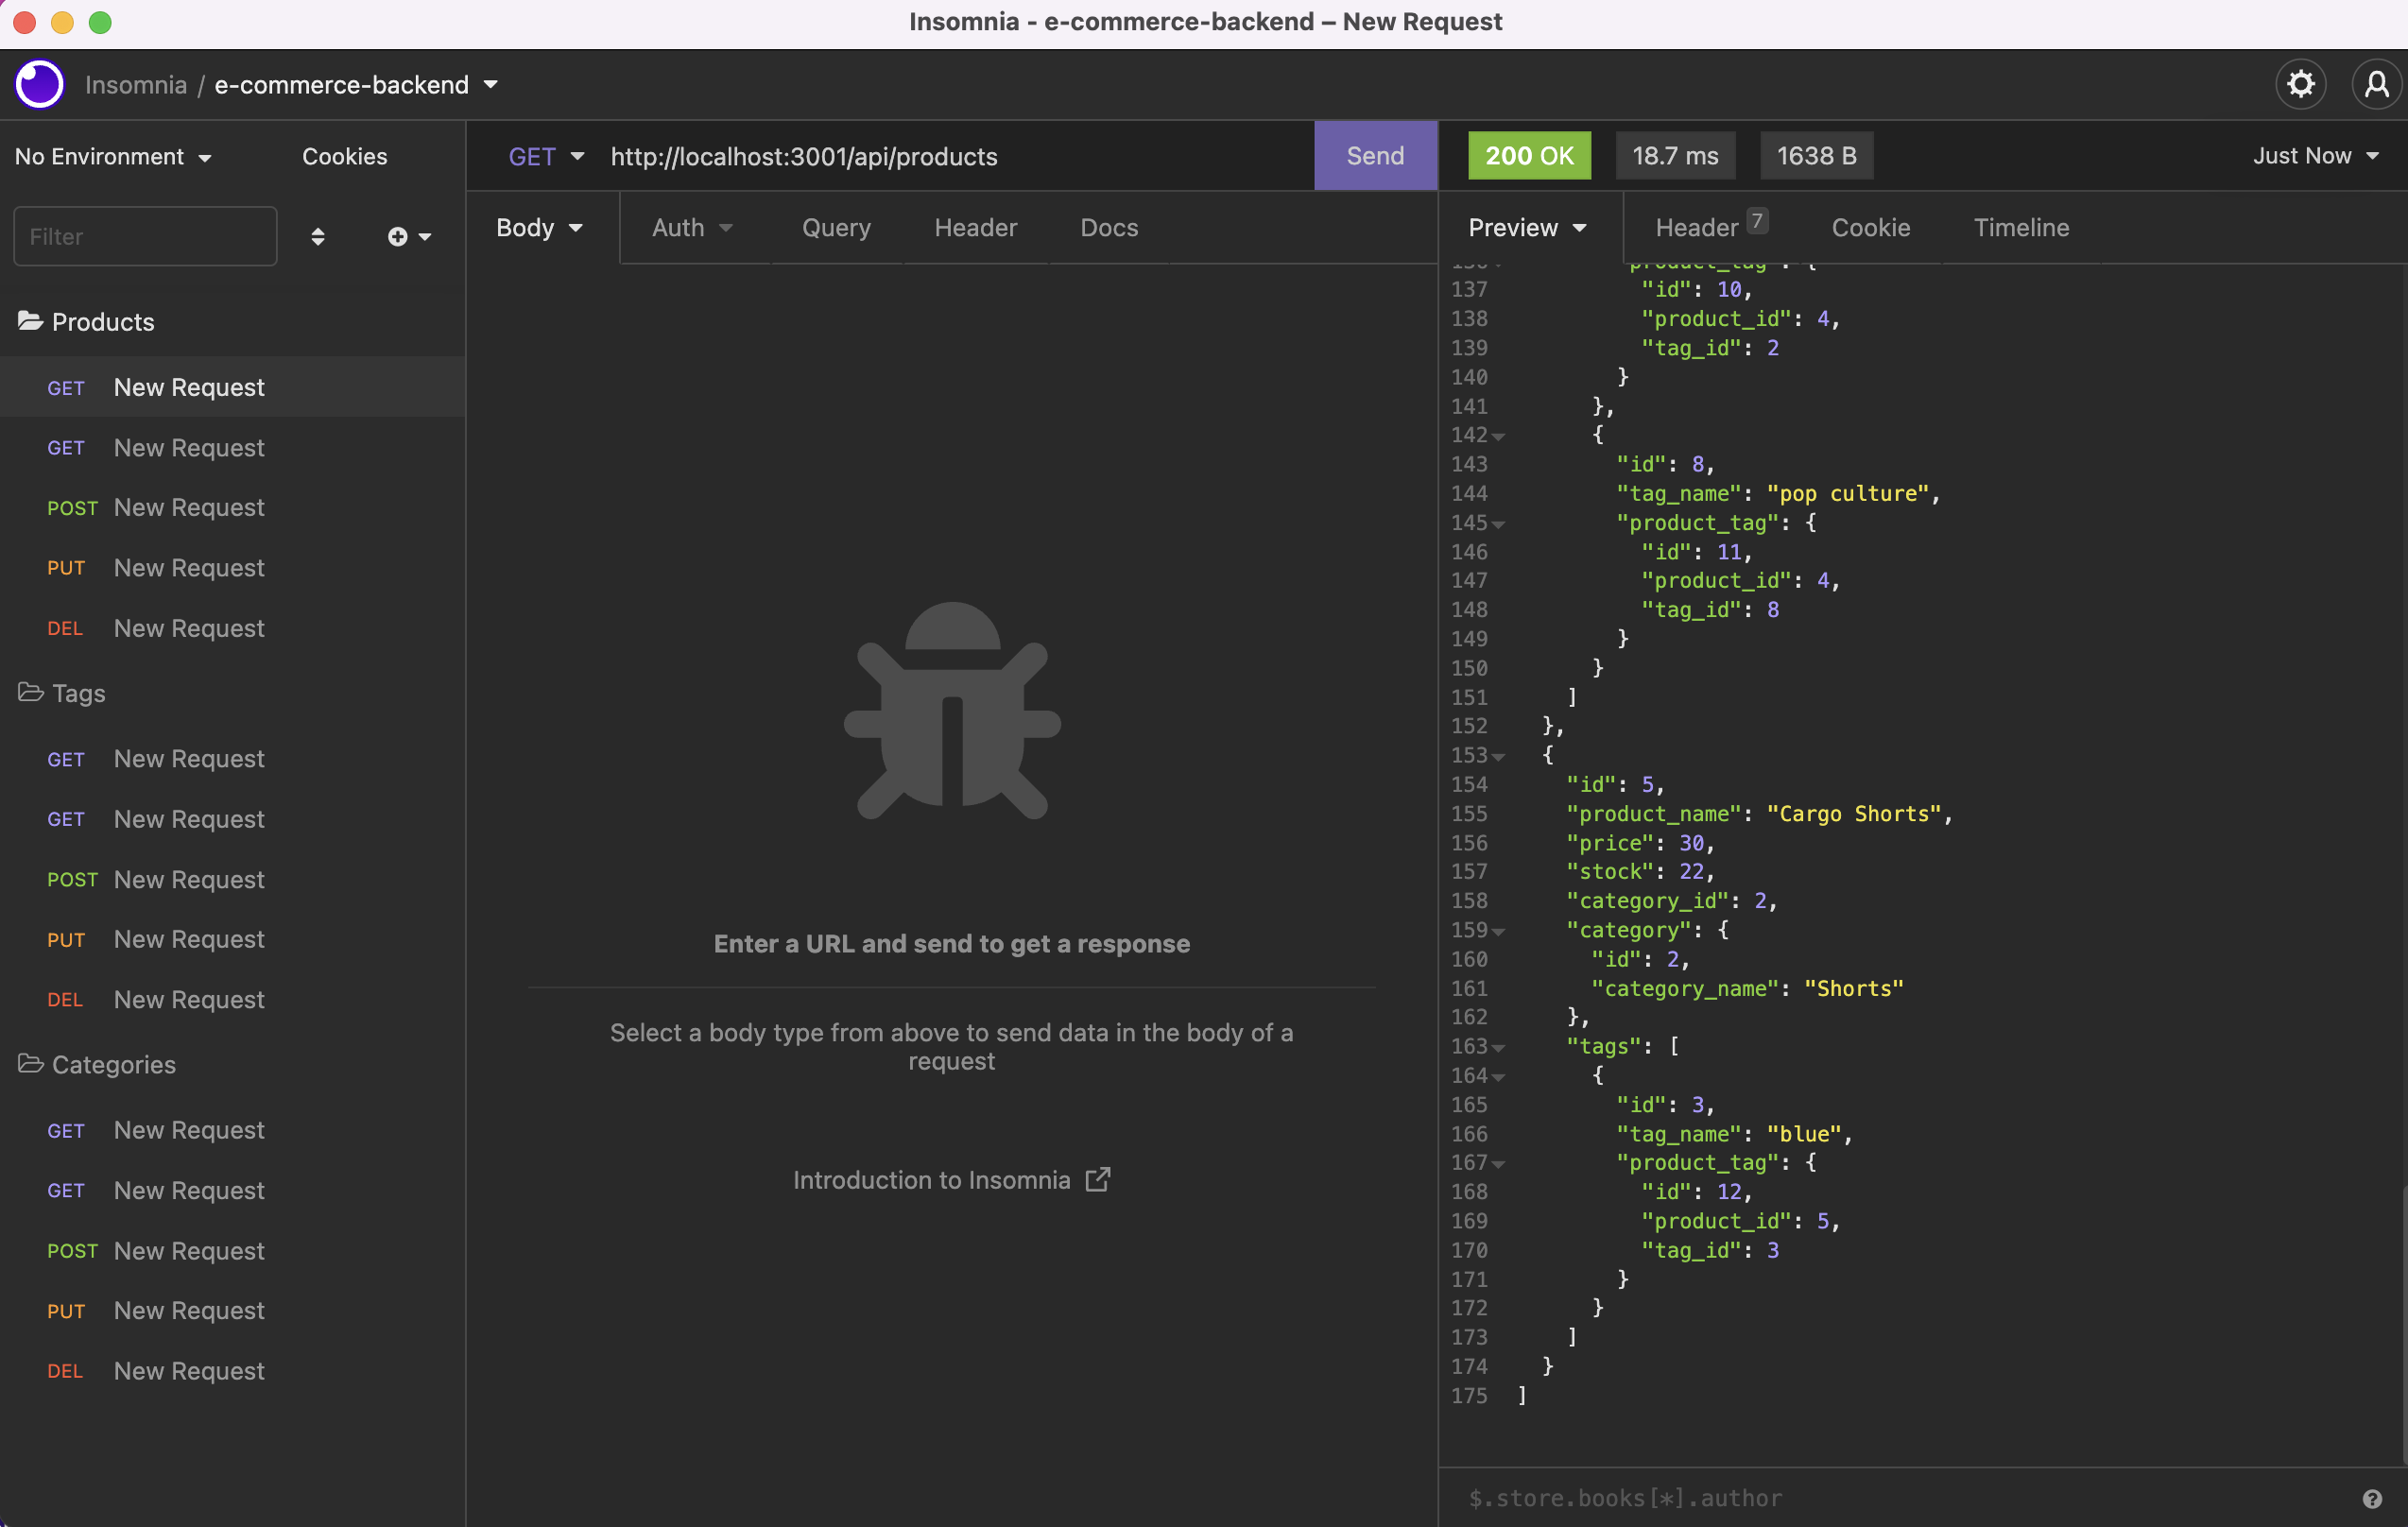 Insomnia - e-commerce-backend – New Request
Insomnia / e-commerce-backend
No Environment
Cookies
Filter
Products
GET New Request
GET New Request
POST New Request
PUT New Request
DEL New Request
Tags
GET New Request
GET New Request
POST New Request
PUT New Request
DEL New Request
Categories
GET New Request
GET New Request
POST New Request
PUT New Request
DEL New Request
GET http://localhost:3001/api/products Send
Body Auth Query Header Docs
Enter a URL and send to get a response
Select a body type from above to send data in the body of a
request
Introduction to Insomnia
200 OK 18.7 ms 1638 B Just Now
Preview Header 7 Cookie Timeline
136 "product_tag": {
137 "id": 10,
138 "product_id": 4,
139 "tag_id": 2
140 }
141 },
142 {
143 "id": 8,
144 "tag_name": "pop culture",
145 "product_tag": {
146 "id": 11,
147 "product_id": 4,
148 "tag_id": 8
149 }
150 }
151 ]
152 },
153 {
154 "id": 5,
155 "product_name": "Cargo Shorts",
156 "price": 30,
157 "stock": 22,
158 "category_id": 2,
159 "category": {
160 "id": 2,
161 "category_name": "Shorts"
162 },
163 "tags": [
164 {
165 "id": 3,
166 "tag_name": "blue",
167 "product_tag": {
168 "id": 12,
169 "product_id": 5,
170 "tag_id": 3
171 }
172 }
173 ]
174 }
175 ]
$.store.books[*].author